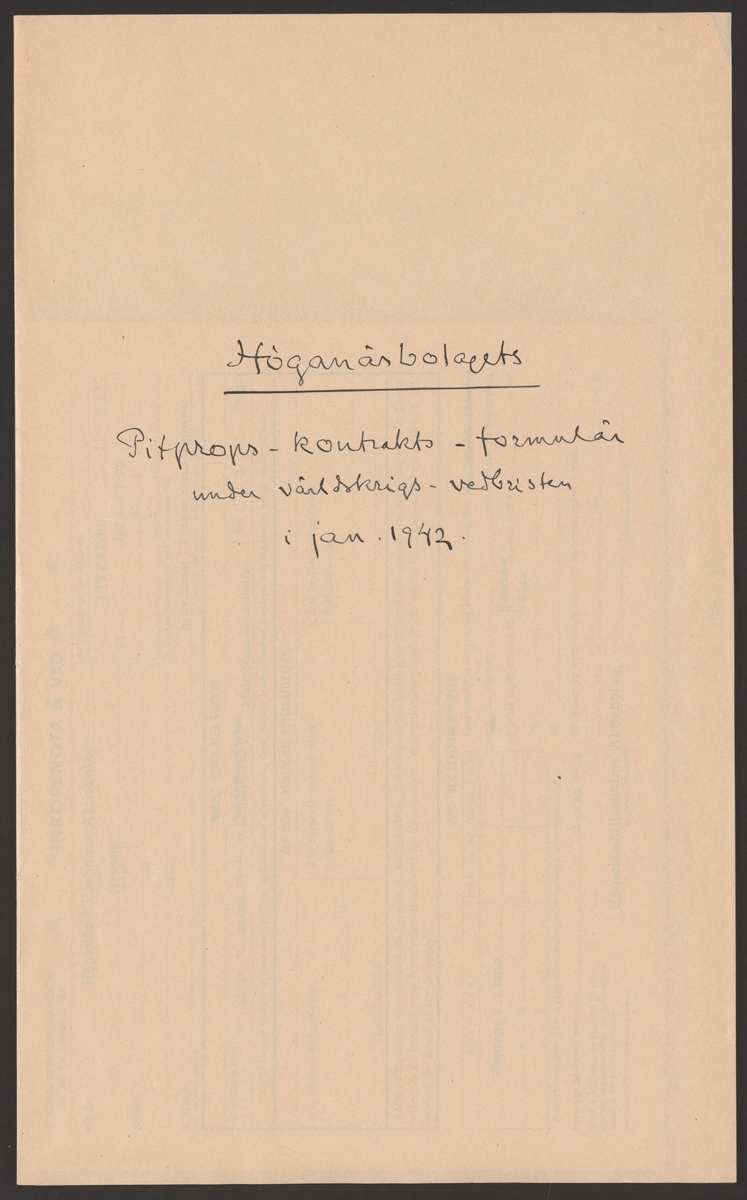 Höganäsbolagets
Pitprops - kontrakts - formulär
under världskrigs - vedbristen
i jan. 1942.